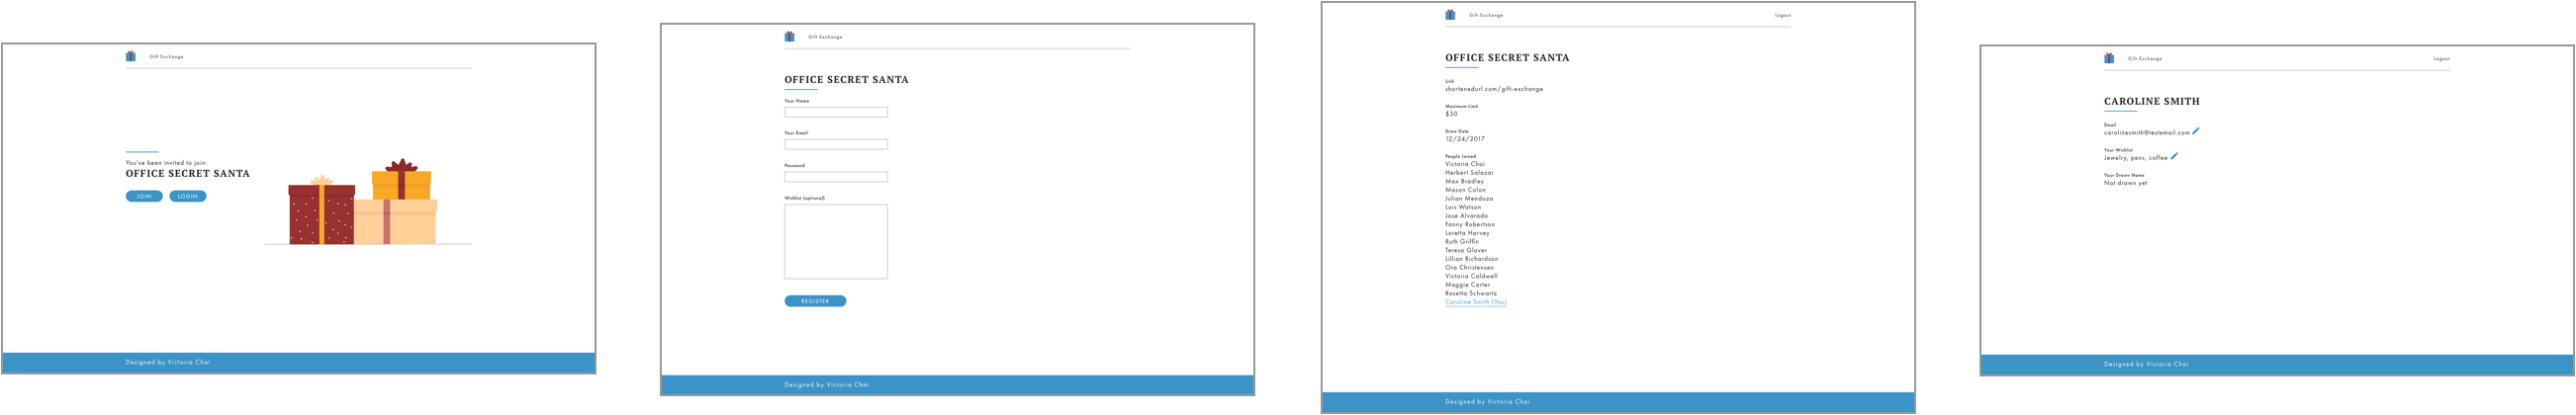 Gift Exchange
You've been invited to join:
OFFICE SECRET SANTA
JOIN LOGIN
Designed by Victoria Choi
Gift Exchange
OFFICE SECRET SANTA
Your Name
Your Email
Password
Wishlist (optional)
REGISTER
Designed by Victoria Choi
Gift Exchange Logout
OFFICE SECRET SANTA
Link
shortenedurl.com/gift-exchange
Maximum Limit
$30
Draw Date
12/24/2017
People Joined
Victoria Choi
Herbert Salazar
Max Bradley
Mason Colon
Julian Mendoza
Lois Watson
Jose Alvarado
Fanny Robertson
Loretta Harvey
Ruth Griffin
Teresa Glover
Lillian Richardson
Ora Christensen
Victoria Caldwell
Maggie Carter
Rosetta Schwartz
Caroline Smith (You)
Designed by Victoria Choi
Gift Exchange Logout
CAROLINE SMITH
Email
carolinesmith@testemail.com
Your Wishlist
Jewelry, pens, coffee
Your Drawn Name
Not drawn yet
Designed by Victoria Choi